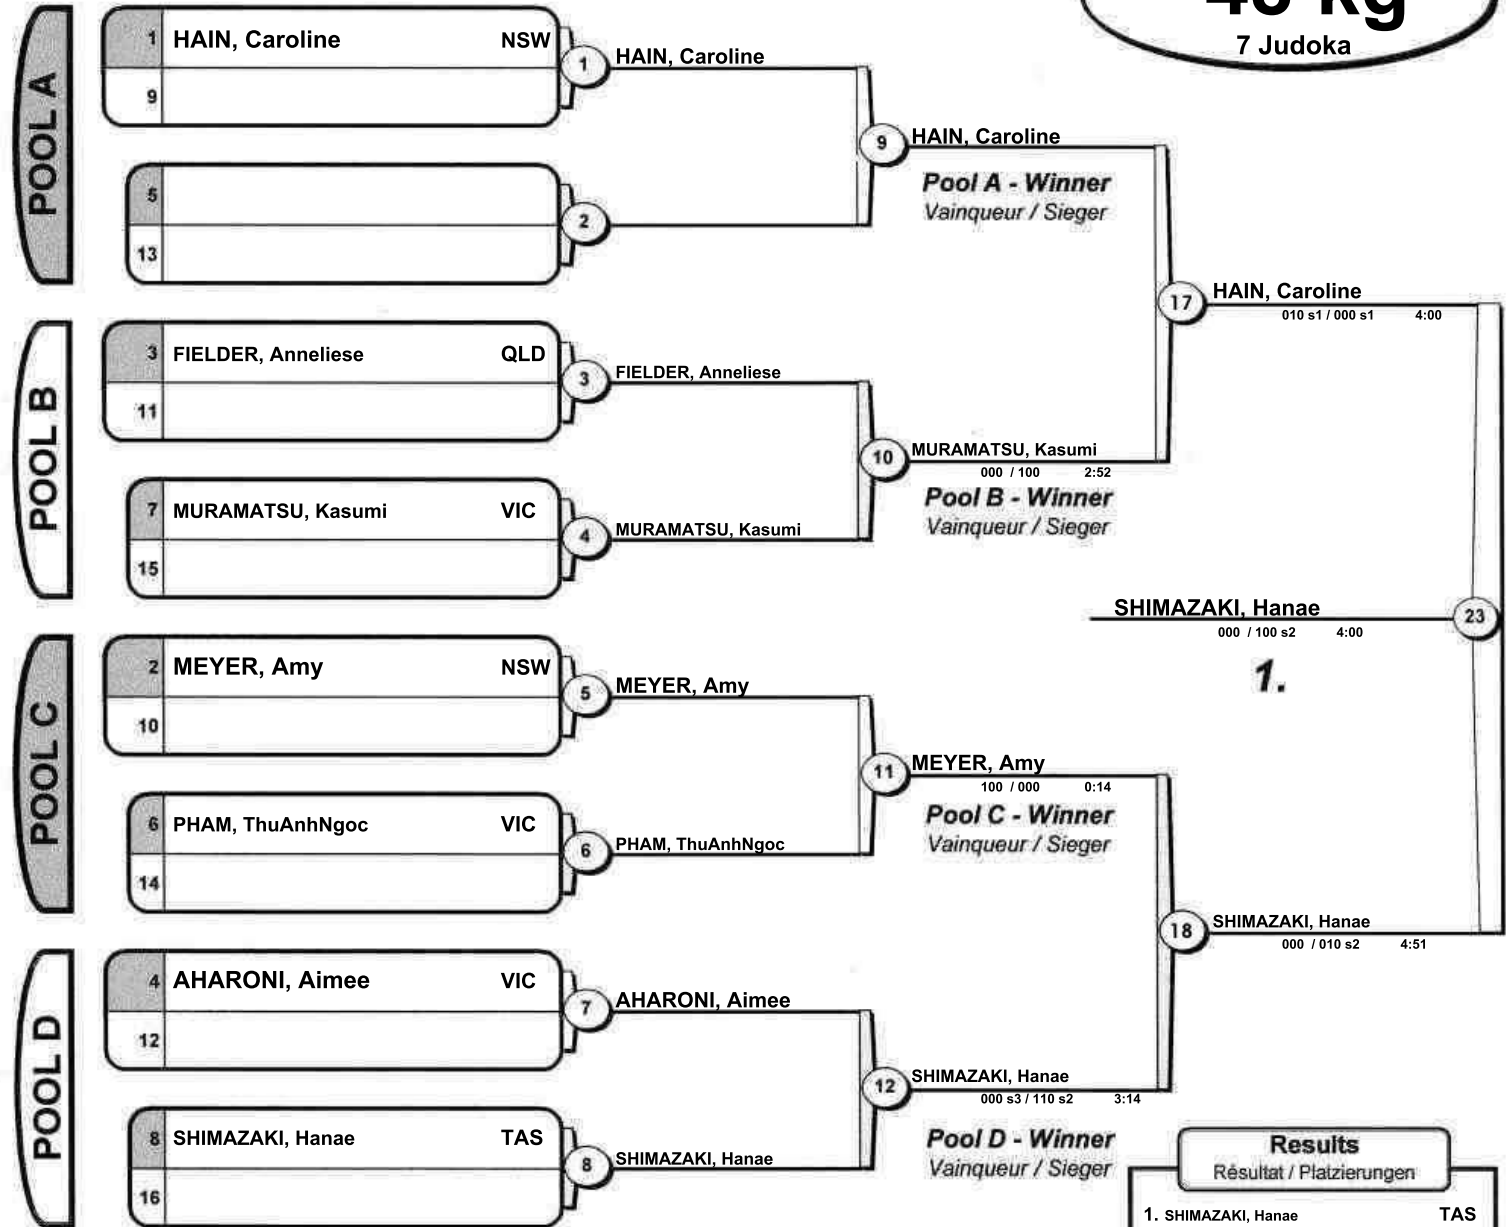 48 kg
7 Judoka
POOL A
1 HAIN, Caroline NSW
9
5
13
1 HAIN, Caroline
2
9 HAIN, Caroline
Pool A - Winner
Vainqueur / Sieger
17 HAIN, Caroline
010 s1 / 000 s1 4:00
POOL B
3 FIELDER, Anneliese QLD
11
7 MURAMATSU, Kasumi VIC
15
3 FIELDER, Anneliese
4 MURAMATSU, Kasumi
10 MURAMATSU, Kasumi
000 / 100 2:52
Pool B - Winner
Vainqueur / Sieger
SHIMAZAKI, Hanae 23
000 / 100 s2 4:00
1.
POOL C
2 MEYER, Amy NSW
10
6 PHAM, ThuAnhNgoc VIC
14
5 MEYER, Amy
6 PHAM, ThuAnhNgoc
11 MEYER, Amy
100 / 000 0:14
Pool C - Winner
Vainqueur / Sieger
18 SHIMAZAKI, Hanae
000 / 010 s2 4:51
POOL D
4 AHARONI, Aimee VIC
12
8 SHIMAZAKI, Hanae TAS
16
7 AHARONI, Aimee
8 SHIMAZAKI, Hanae
12 SHIMAZAKI, Hanae
000 s3 / 110 s2 3:14
Pool D - Winner
Vainqueur / Sieger
Results
Résultat / Platzierungen
1. SHIMAZAKI, Hanae TAS